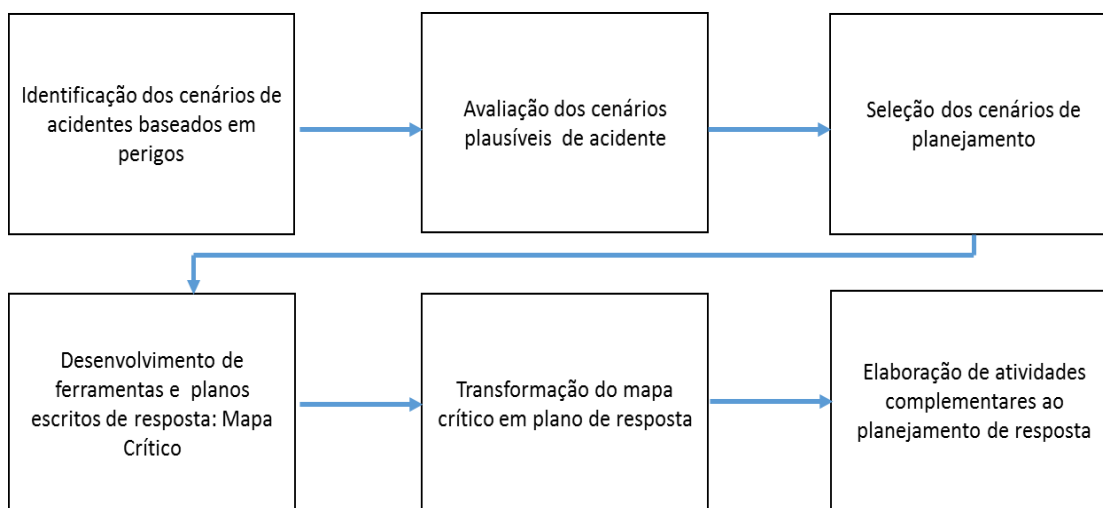 Identificação dos cenários de
acidentes baseados em
perigos
Avaliação dos cenários
plausíveis de acidente
Seleção dos cenários de
planejamento
Desenvolvimento de
ferramentas e planos
escritos de resposta: Mapa
Crítico
Transformação do mapa
crítico em plano de resposta
Elaboração de atividades
complementares ao
planejamento de resposta